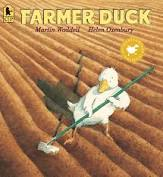 FARMER DUCK
Martin Waddell Helen Oxenbury